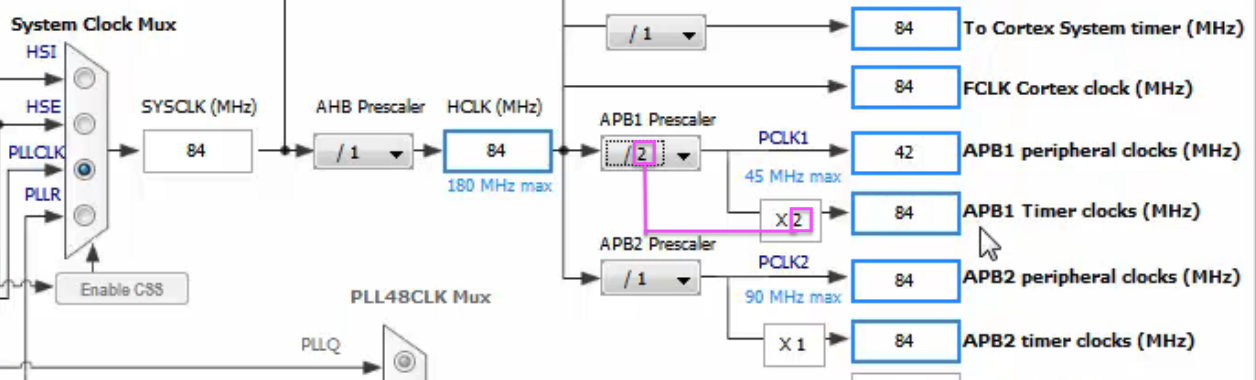 System Clock Mux
HSI
HSE
PLLCLK
PLLR
SYSCLK (MHz)
84
AHB Prescaler
/ 1
HCLK (MHz)
84
180 MHz max
Enable CSS
PLL48CLK Mux
PLLQ
/ 1
84
To Cortex System timer (MHz)
84
FCLK Cortex clock (MHz)
APB1 Prescaler
/ 2
PCLK1
45 MHz max
42
APB1 peripheral clocks (MHz)
X 2
84
APB1 Timer clocks (MHz)
APB2 Prescaler
/ 1
PCLK2
90 MHz max
84
APB2 peripheral clocks (MHz)
X 1
84
APB2 timer clocks (MHz)